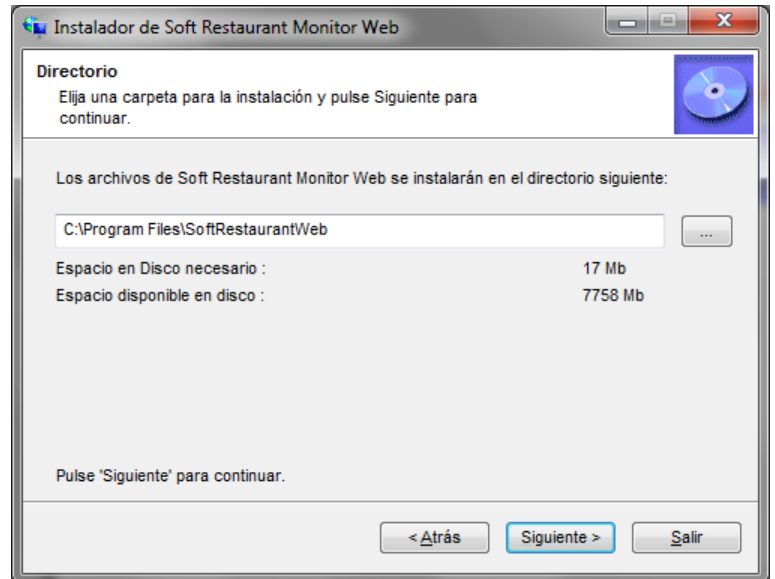 Instalador de Soft Restaurant Monitor Web
Directorio
Elija una carpeta para la instalación y pulse Siguiente para
continuar.
Los archivos de Soft Restaurant Monitor Web se instalarán en el directorio siguiente:
C:\Program Files\SoftRestaurantWeb
...
Espacio en Disco necesario : 17 Mb
Espacio disponible en disco : 7758 Mb
Pulse 'Siguiente' para continuar.
< Atrás Siguiente > Salir